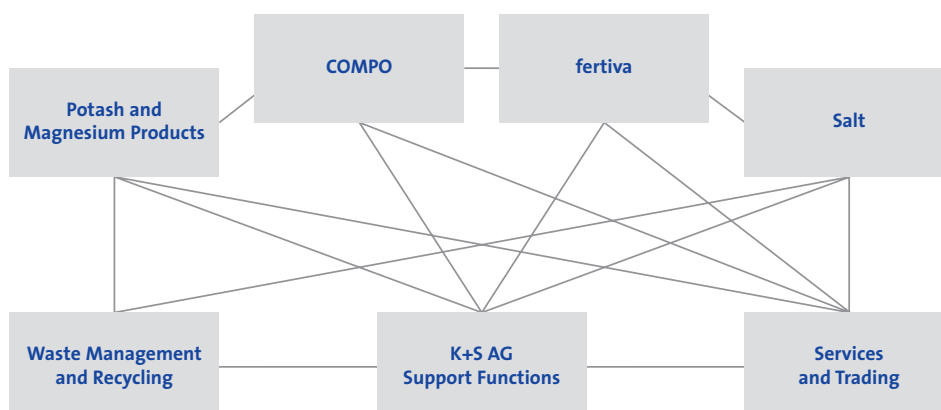 COMPO
fertiva
Potash and
Magnesium Products
Salt
Waste Management
and Recycling
K+S AG
Support Functions
Services
and Trading